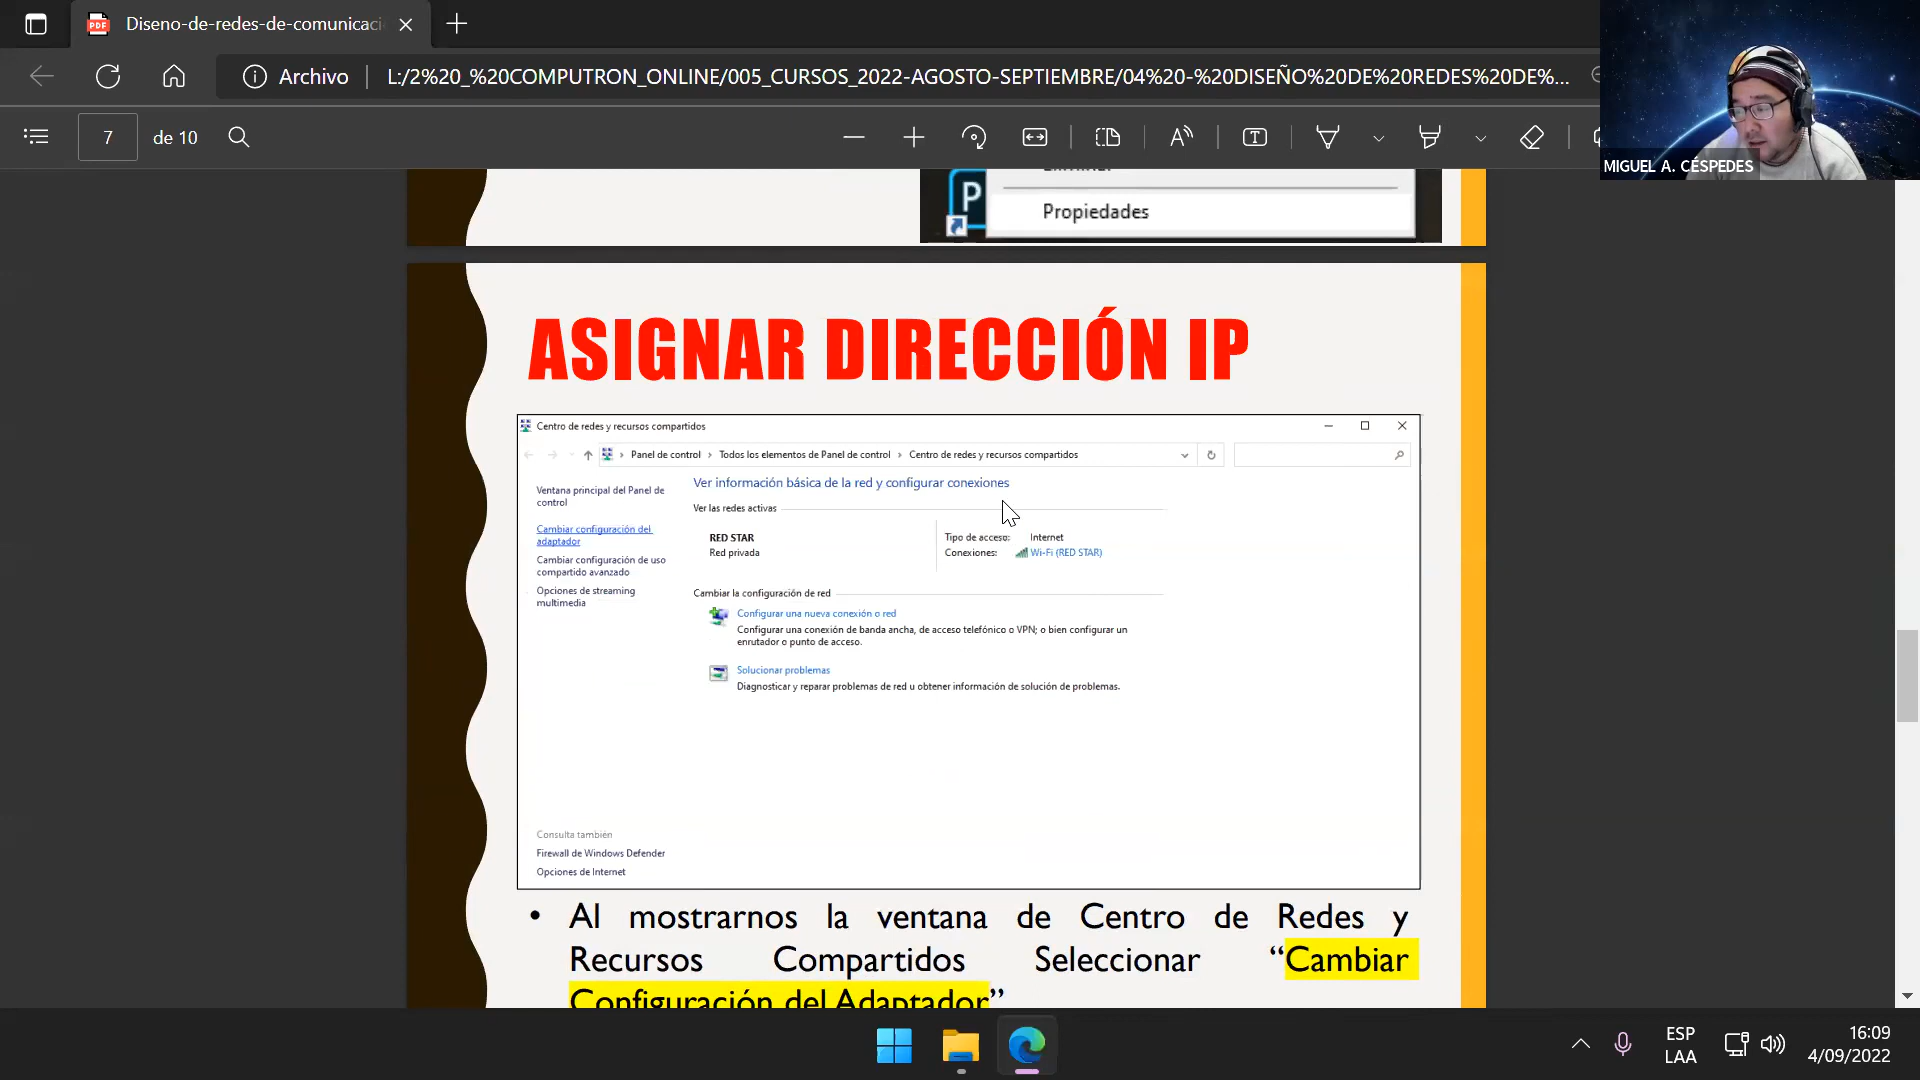 Diseno-de-redes-de-comunicaci
Archivo
L:/2%20_%20COMPUTRON_ONLINE/005_CURSOS_2022-AGOSTO-SEPTIEMBRE/04%20-%20DISEÑO%20DE%20REDES%20DE%...
7 de 10
MIGUEL A. CÉSPEDES
Propiedades
ASIGNAR DIRECCIÓN IP
Centro de redes y recursos compartidos
Panel de control › Todos los elementos de Panel de control › Centro de redes y recursos compartidos
Ventana principal del Panel de
control
Cambiar configuración del
adaptador
Cambiar configuración de uso
compartido avanzado
Opciones de streaming
multimedia
Ver información básica de la red y configurar conexiones
Ver las redes activas
RED STAR
Red privada
Tipo de acceso: Internet
Conexiones: Wi-Fi (RED STAR)
Cambiar la configuración de red
Configurar una nueva conexión o red
Configurar una conexión de banda ancha, de acceso telefónico o VPN; o bien configurar un
enrutador o punto de acceso.
Solucionar problemas
Diagnosticar y reparar problemas de red u obtener información de solución de problemas.
Consulta también
Firewall de Windows Defender
Opciones de Internet
• Al mostrarnos la ventana de Centro de Redes y
Recursos Compartidos Seleccionar “Cambiar
Configuración del Adaptador”
ESP
LAA
16:09
4/09/2022